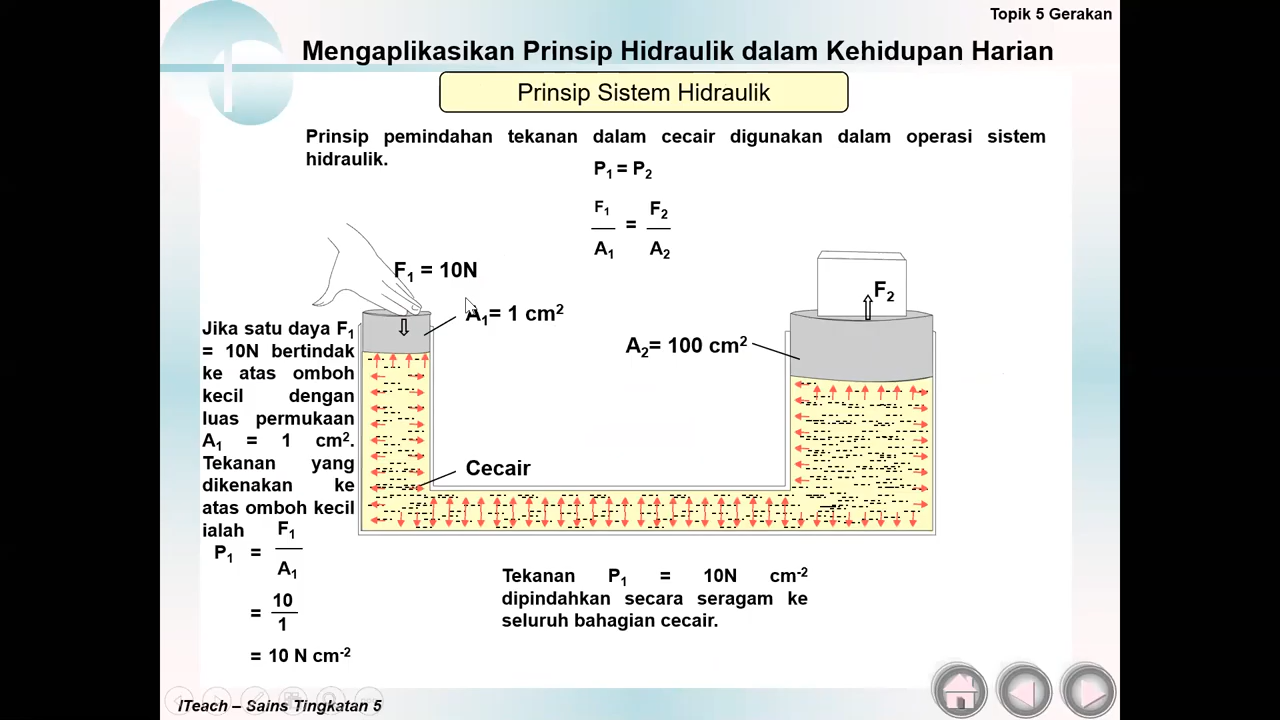 Topik 5 Gerakan
Mengaplikasikan Prinsip Hidraulik dalam Kehidupan Harian
Prinsip Sistem Hidraulik
Prinsip pemindahan tekanan dalam cecair digunakan dalam operasi sistem
hidraulik.
P₁ = P₂
F₁ / A₁ = F₂ / A₂
F₁ = 10N
A₁= 1 cm²
F₂
A₂= 100 cm²
Jika satu daya F₁
= 10N bertindak
ke atas omboh
kecil dengan
luas permukaan
A₁ = 1 cm².
Tekanan yang
dikenakan ke
atas omboh kecil
ialah
P₁ = F₁ / A₁
= 10 / 1
= 10 N cm⁻²
Cecair
Tekanan P₁ = 10N cm⁻²
dipindahkan secara seragam ke
seluruh bahagian cecair.
ITeach – Sains Tingkatan 5